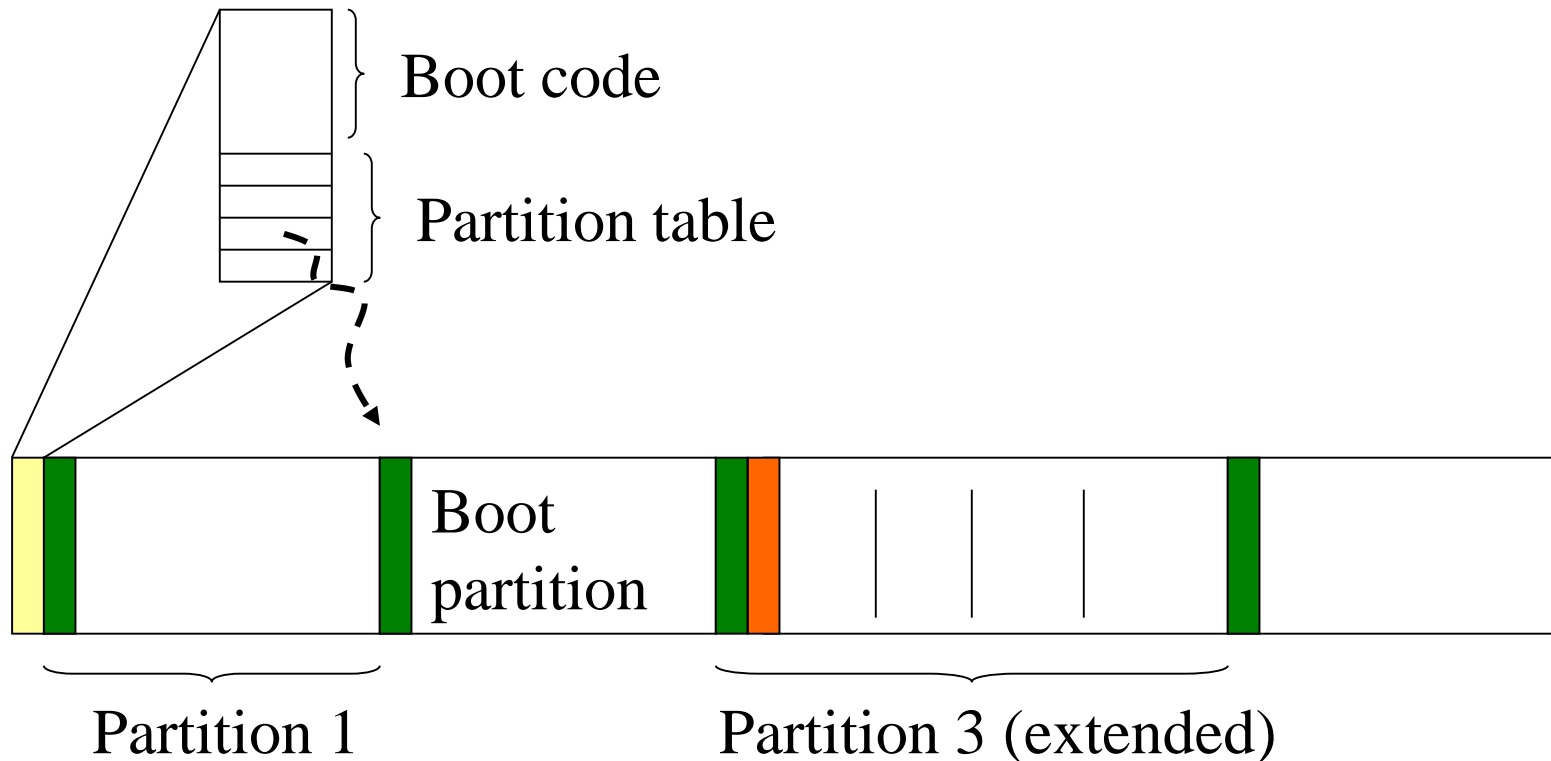 Boot code
Partition table
Boot
partition
Partition 1
Partition 3 (extended)